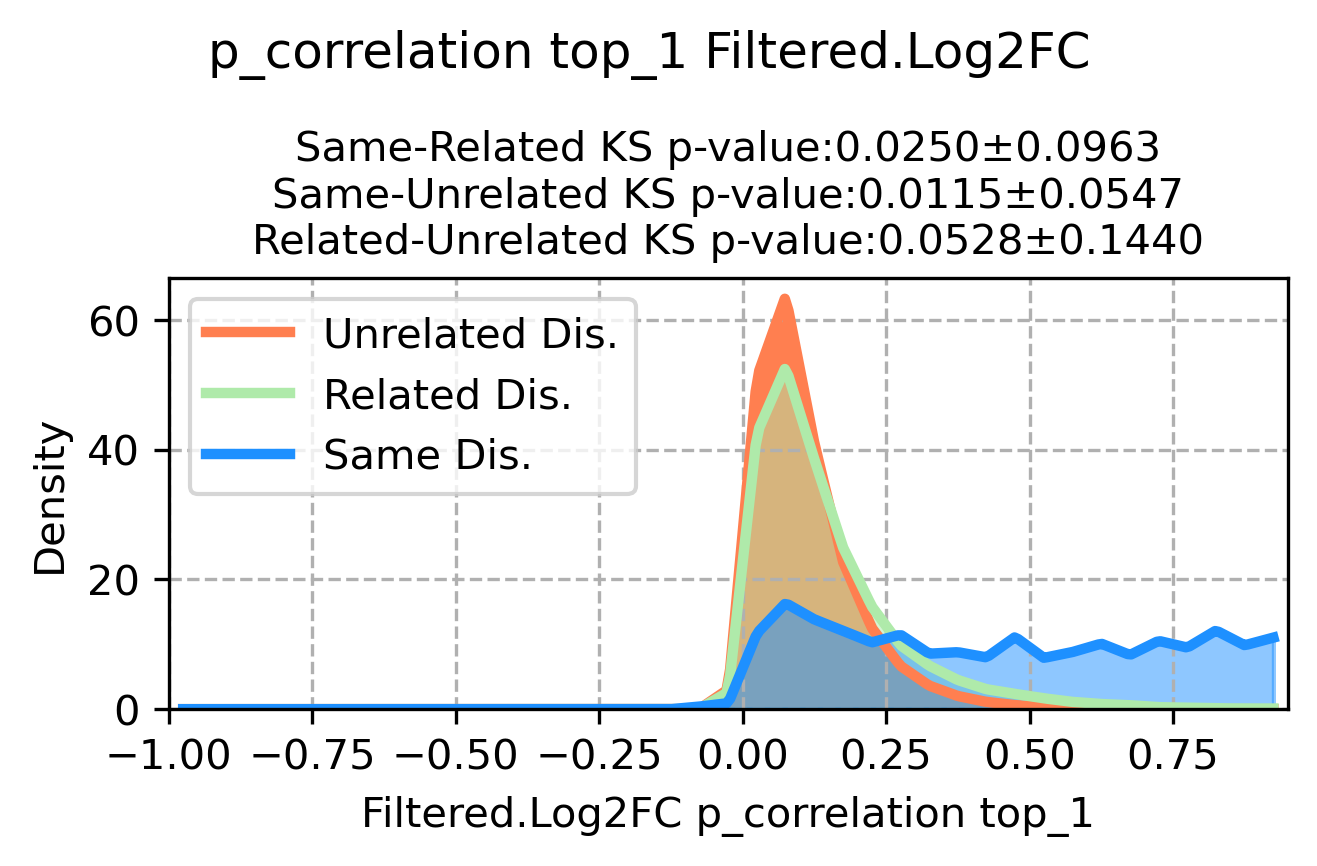 p_correlation top_1 Filtered.Log2FC
Same-Related KS p-value:0.0250±0.0963
Same-Unrelated KS p-value:0.0115±0.0547
Related-Unrelated KS p-value:0.0528±0.1440
Unrelated Dis.
Related Dis.
Same Dis.
Density
60
40
20
0
−1.00 −0.75 −0.50 −0.25 0.00 0.25 0.50 0.75
Filtered.Log2FC p_correlation top_1